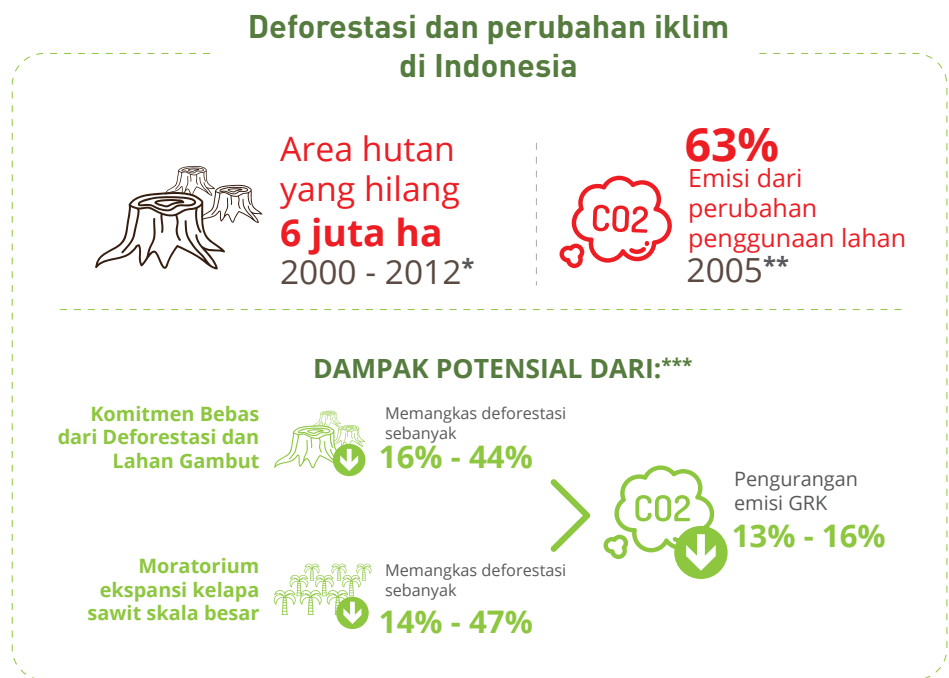 Deforestasi dan perubahan iklim
di Indonesia
Area hutan
yang hilang
6 juta ha
2000 - 2012*
CO2
63%
Emisi dari
perubahan
penggunaan lahan
2005**
DAMPAK POTENSIAL DARI:***
Komitmen Bebas
dari Deforestasi dan
Lahan Gambut
Memangkas deforestasi
sebanyak
16% - 44%
Moratorium
ekspansi kelapa
sawit skala besar
Memangkas deforestasi
sebanyak
14% - 47%
CO2
Pengurangan
emisi GRK
13% - 16%